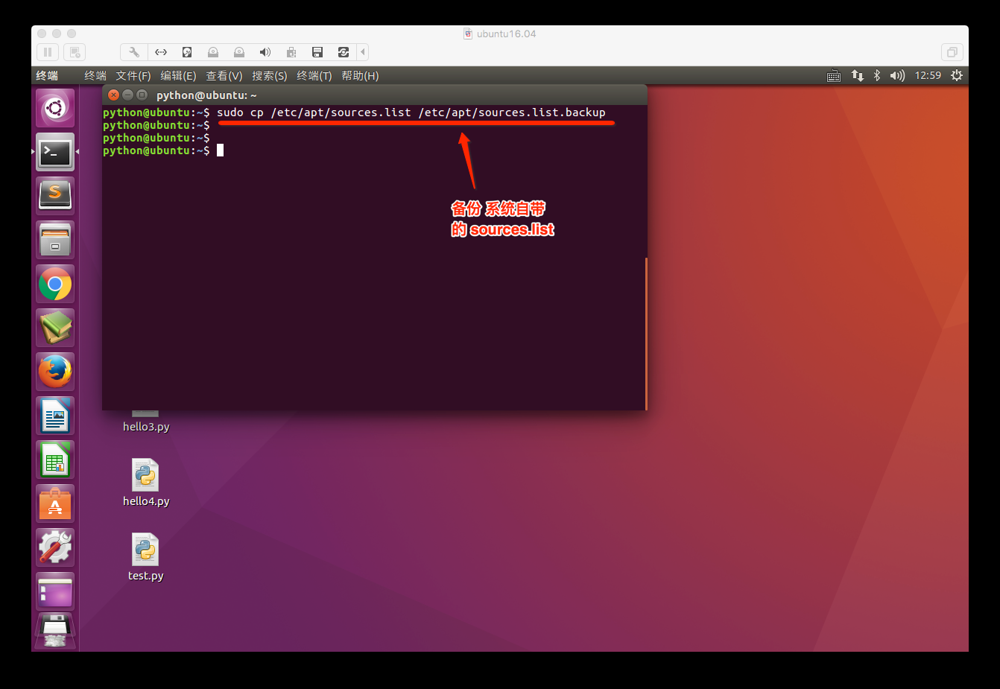 ubuntu16.04
终端 终端 文件(F) 编辑(E) 查看(V) 搜索(S) 终端(T) 帮助(H) 12:59
python@ubuntu: ~
python@ubuntu:~$ sudo cp /etc/apt/sources.list /etc/apt/sources.list.backup
python@ubuntu:~$
python@ubuntu:~$
python@ubuntu:~$
备份 系统自带
的 sources.list
hello3.py
hello4.py
test.py